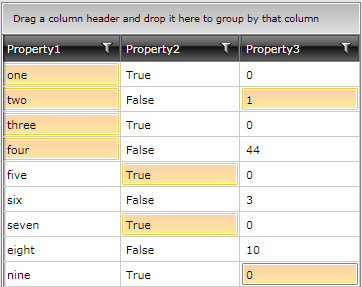 Drag a column header and drop it here to group by that column
Property1 Property2 Property3
one True 0
two False 1
three True 0
four False 44
five True 0
six False 3
seven True 0
eight False 10
nine True 0